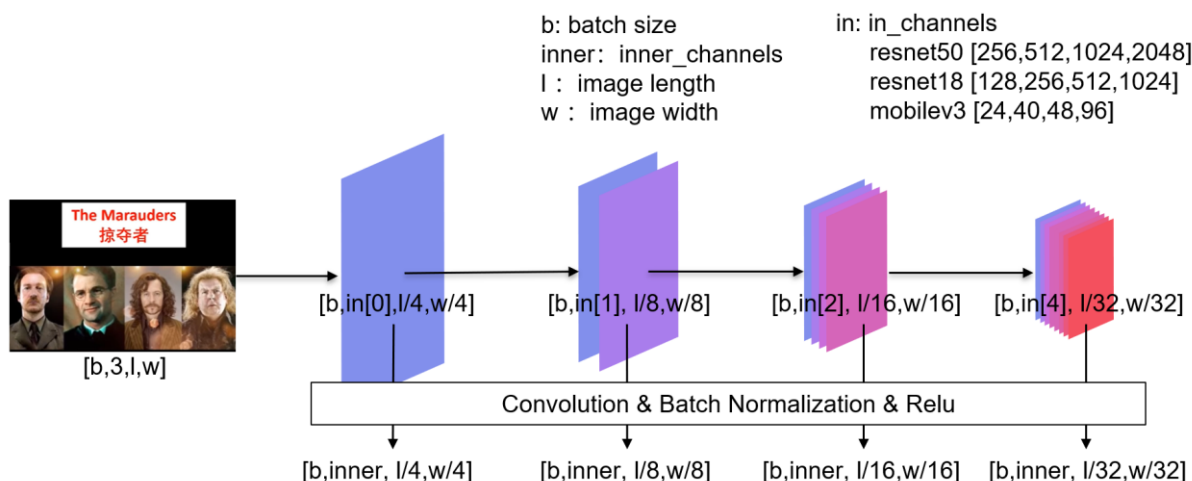 b: batch size
inner： inner_channels
l ： image length
w ： image width
in: in_channels
resnet50 [256,512,1024,2048]
resnet18 [128,256,512,1024]
mobilev3 [24,40,48,96]
The Marauders
掠夺者
[b,3,l,w]
[b,in[0],l/4,w/4]
[b,in[1], l/8,w/8]
[b,in[2], l/16,w/16]
[b,in[4], l/32,w/32]
Convolution & Batch Normalization & Relu
[b,inner, l/4,w/4]
[b,inner, l/8,w/8]
[b,inner, l/16,w/16]
[b,inner, l/32,w/32]